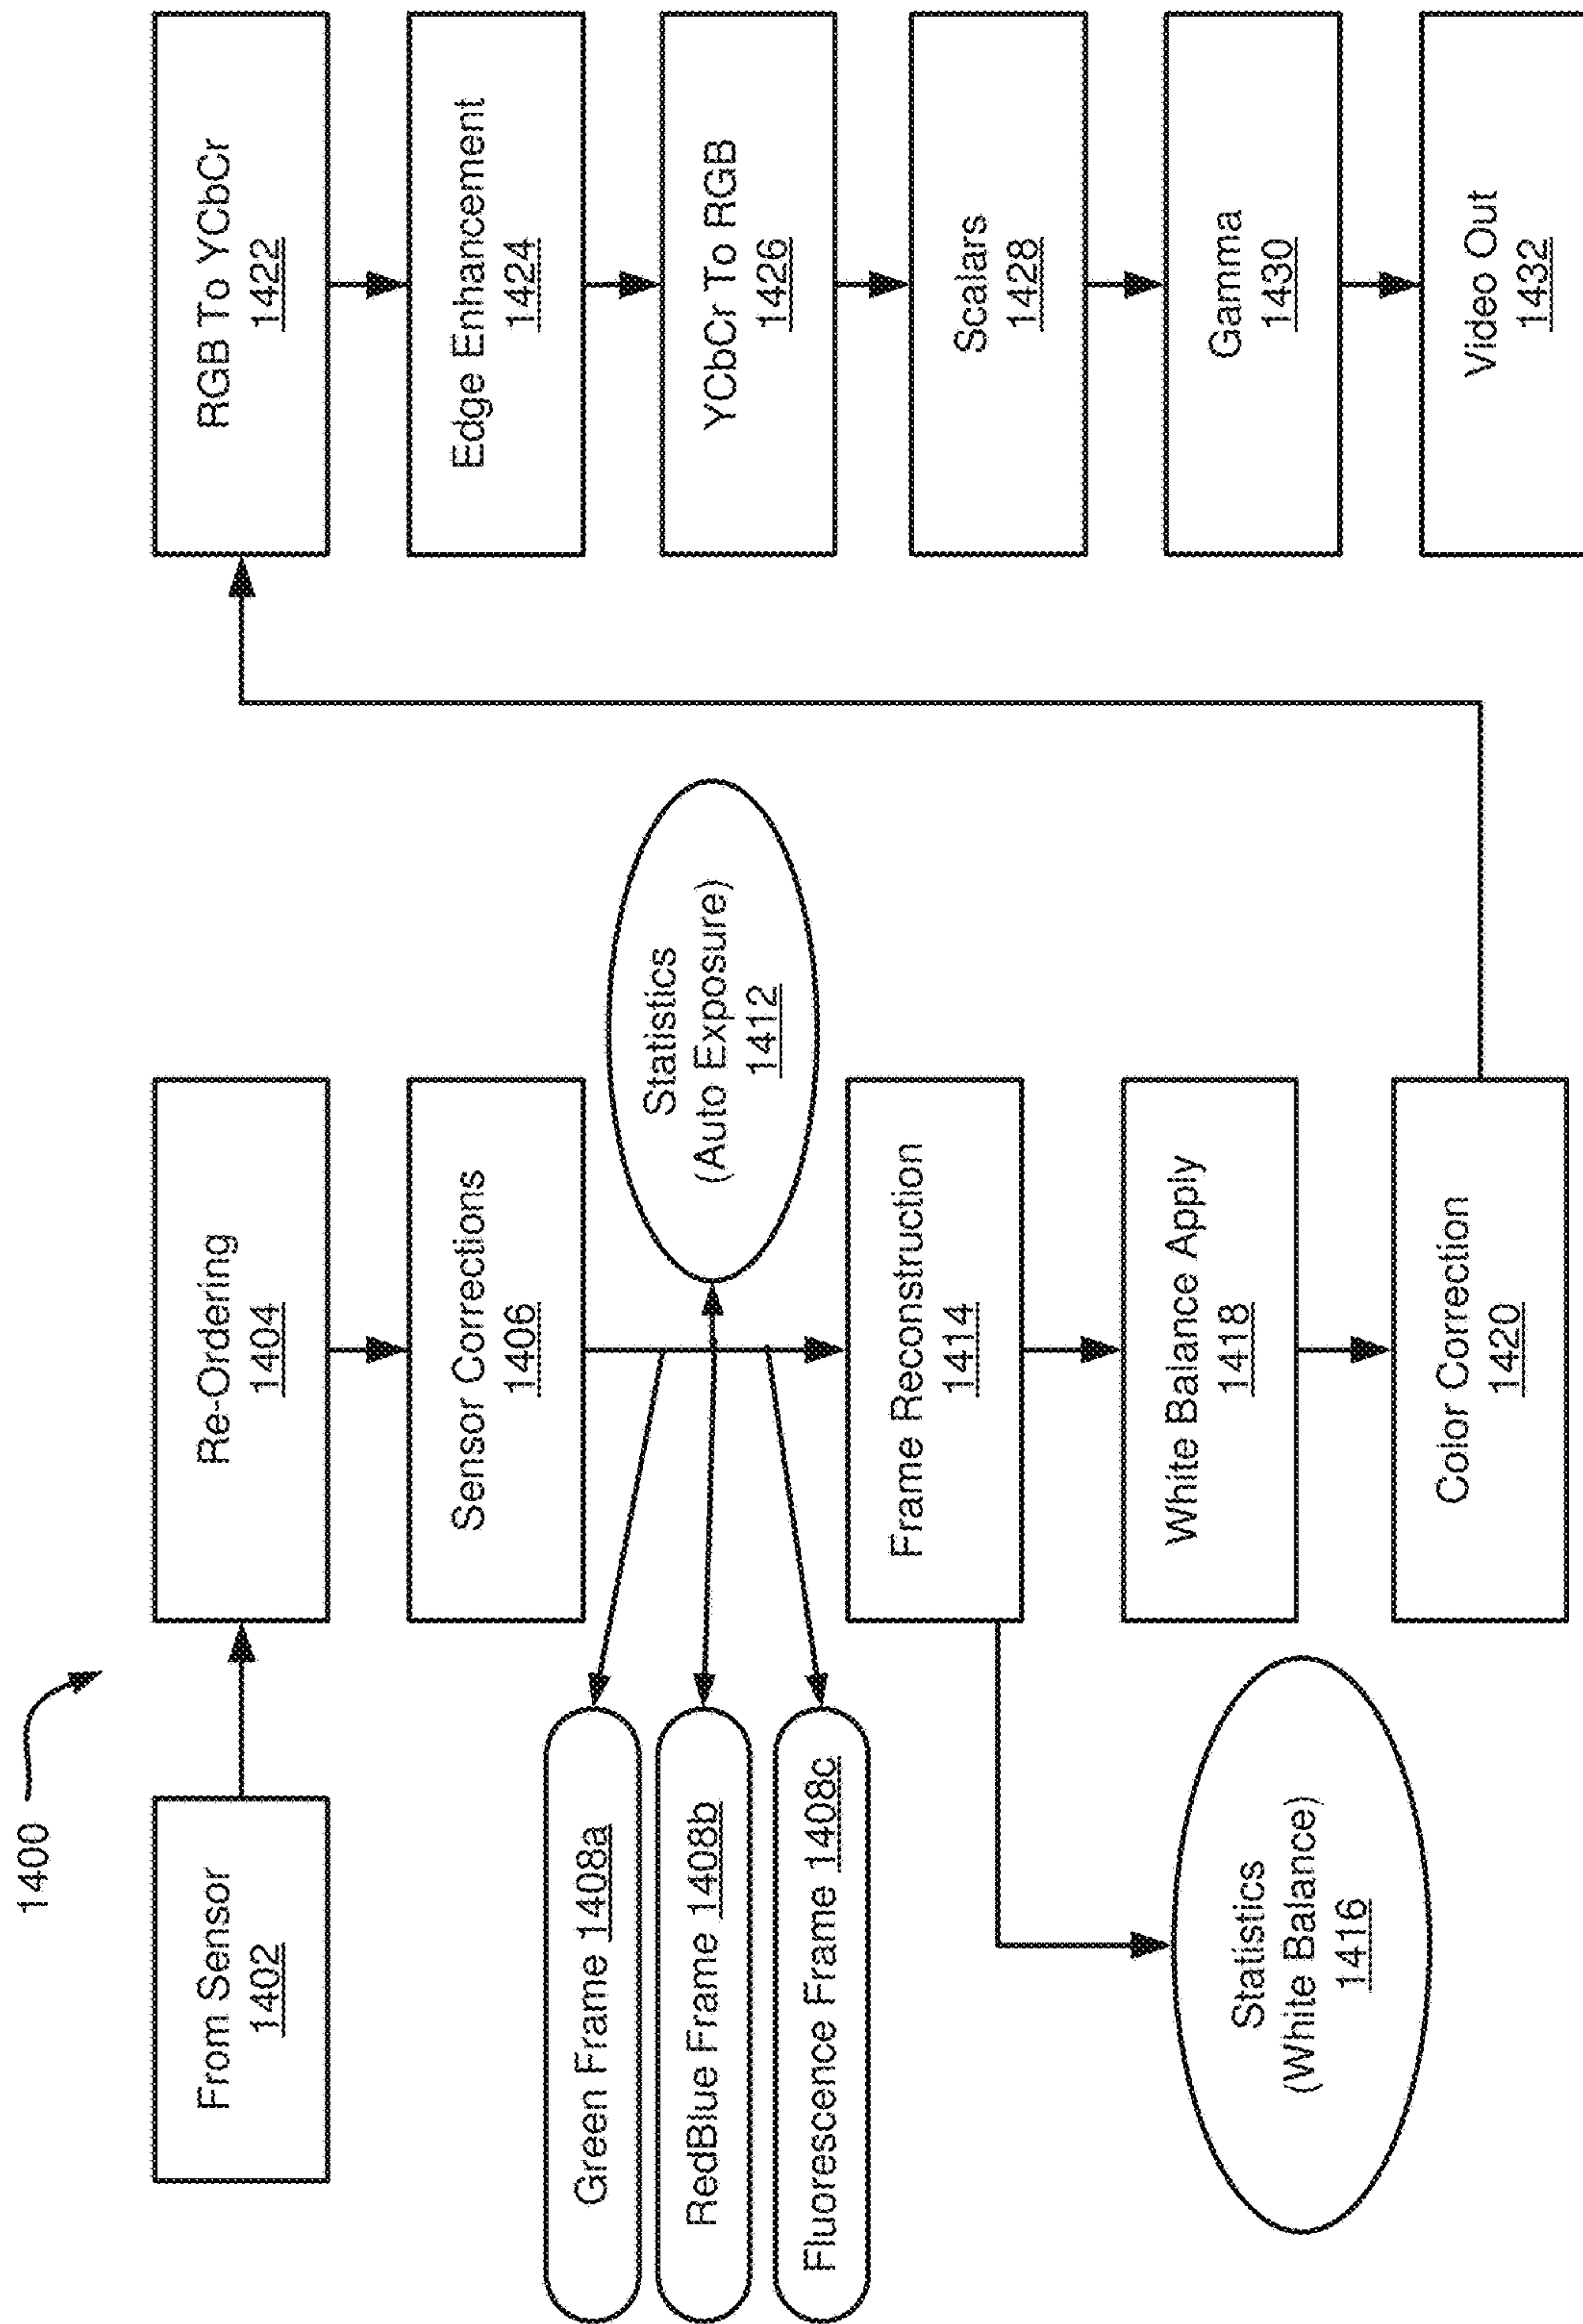 1400
From Sensor
1402
Re-Ordering
1404
Sensor Corrections
1406
Green Frame 1408a
RedBlue Frame 1408b
Fluorescence Frame 1408c
Statistics
(Auto Exposure)
1412
Frame Reconstruction
1414
Statistics
(White Balance)
1416
White Balance Apply
1418
Color Correction
1420
RGB To YCbCr
1422
Edge Enhancement
1424
YCbCr To RGB
1426
Scalars
1428
Gamma
1430
Video Out
1432